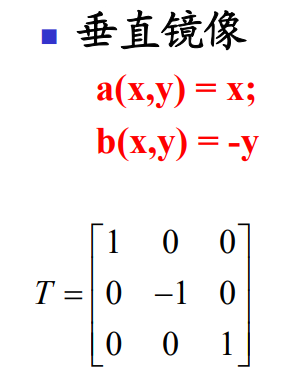 ■ 垂直镜像
a(x,y) = x;
b(x,y) = -y
T = [1 0 0
0 −1 0
0 0 1]